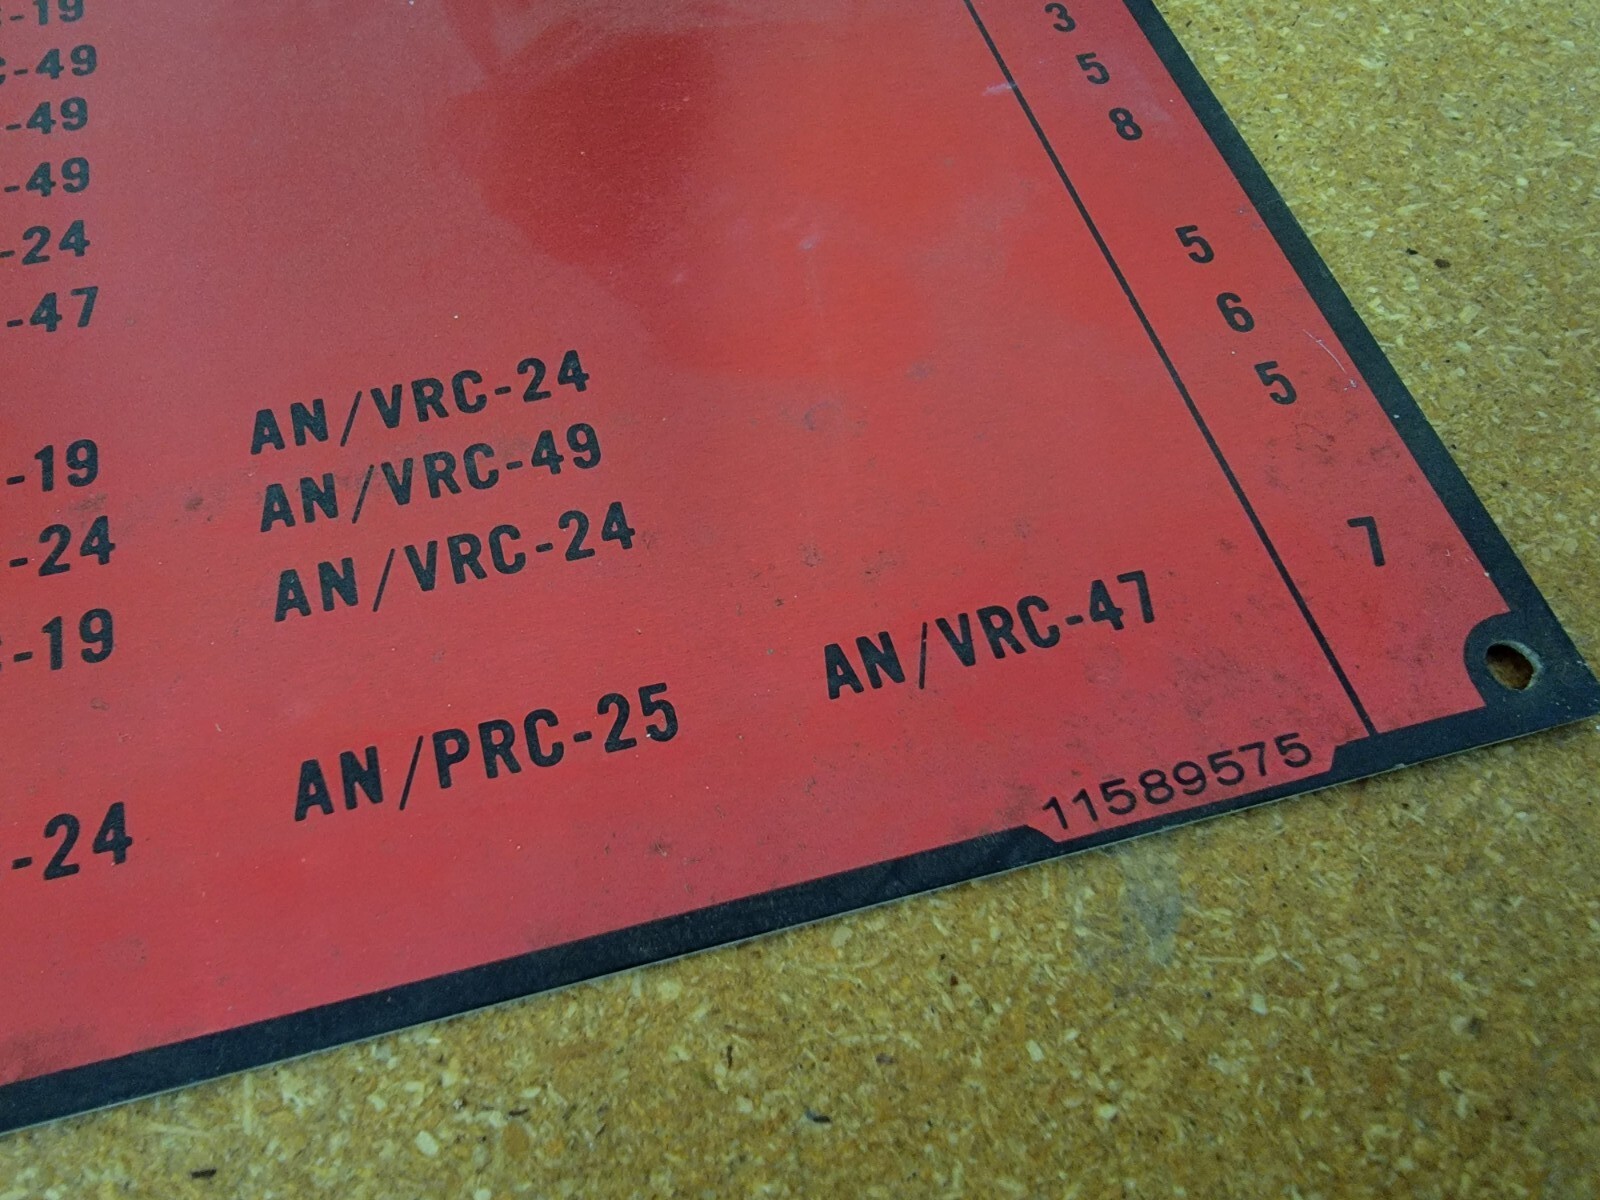 -19 3
C-49 5
-49 8
-49
-24 5
-47 6
5
-19 AN/VRC-24
-24 AN/VRC-49
C-19 AN/VRC-24
7
-24 AN/PRC-25 AN/VRC-47
11589575